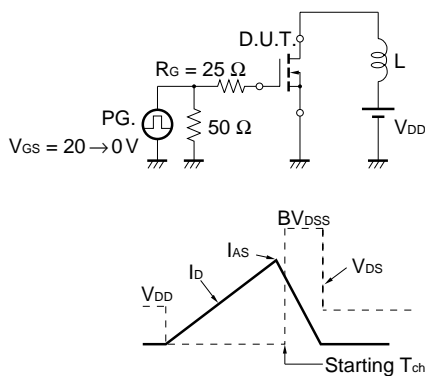 D.U.T.
L
RG = 25 Ω
PG.
50 Ω
VDD
VGS = 20 → 0 V
BVDSS
IAS
ID
VDS
VDD
Starting Tch